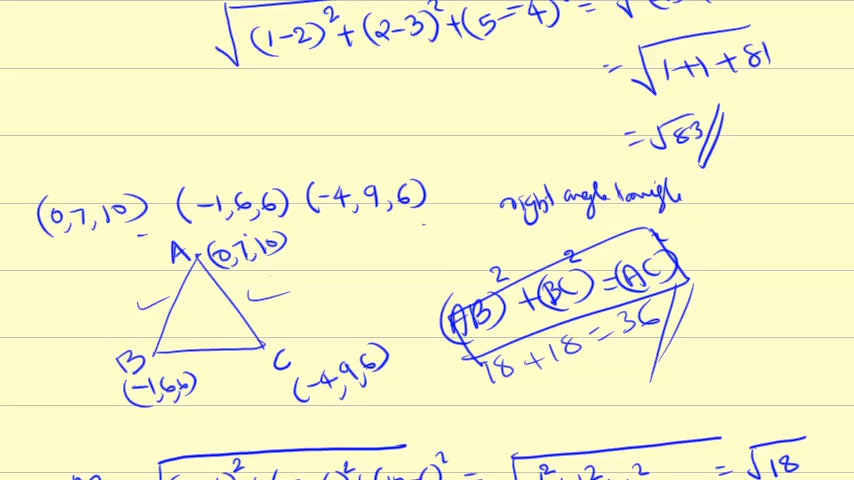 √(1-2)²+(2-3)²+(5--4)² = √
= √1+1+81
= √83
(0,7,10) (-1,6,6) (-4,9,6)
right angle
A (0,7,10)
(AB)² + (BC)² = (AC)²
18 + 18 = 36
B C
(-1,6,6) (-4,9,6)
= √18